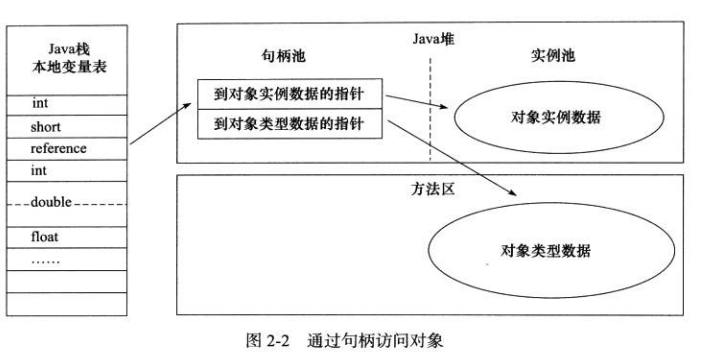 Java栈
本地变量表
int
short
reference
int
double
float
……
Java堆
句柄池
实例池
到对象实例数据的指针
到对象类型数据的指针
对象实例数据
方法区
对象类型数据
图 2-2 通过句柄访问对象